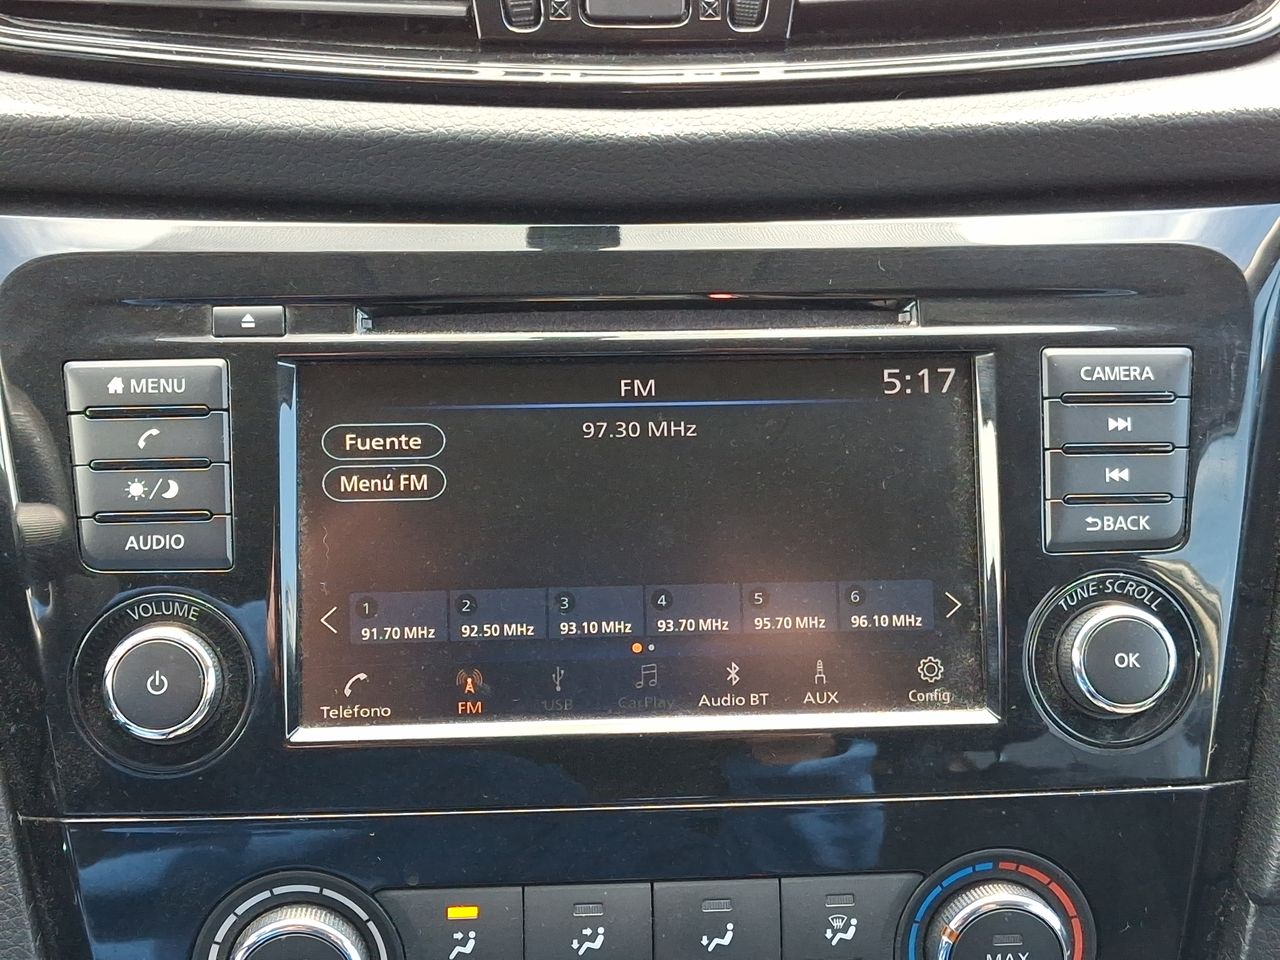 MENU
AUDIO
VOLUME
FM
5:17
97.30 MHz
Fuente
Menú FM
1
91.70 MHz
2
92.50 MHz
3
93.10 MHz
4
93.70 MHz
5
95.70 MHz
6
96.10 MHz
Teléfono
FM
USB
CarPlay
Audio BT
AUX
Config.
CAMERA
BACK
TUNE·SCROLL
OK
MAX